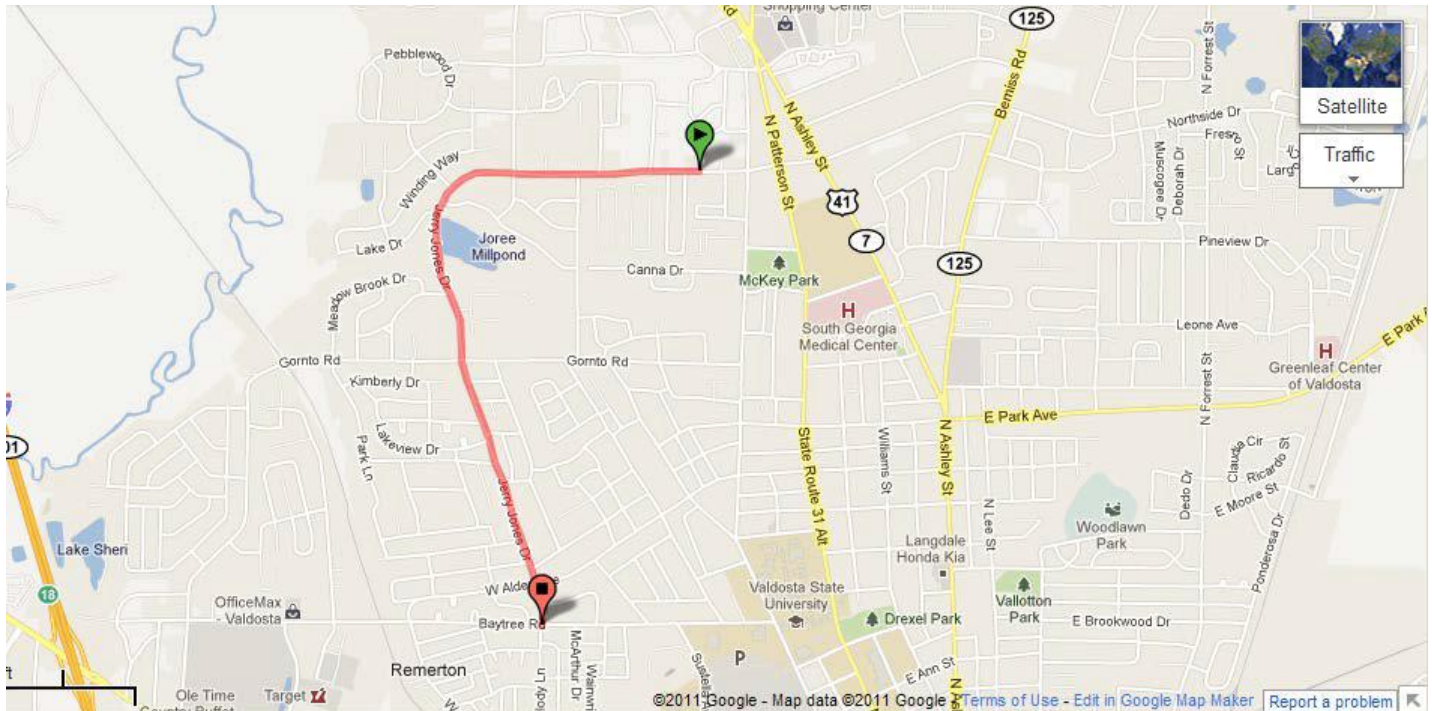 Shopping Center
125
Rd
Pebblewood Dr
N Forrest St
Satellite
Bemiss Rd
N Ashley St
Northside Dr
N Patterson St
Traffic
Muscogee Dr
Deborah Dr
Winding Way
41
7
Jerry Jones Dr
Joree
Millpond
Lake Dr
Pineview Dr
125
Canna Dr
McKey Park
Meadow Brook Dr
H
South Georgia
Medical Center
Leone Ave
E Park A
H
Greenleaf Center
of Valdosta
Gornto Rd
Gornto Rd
Kimberly Dr
N Forrest St
E Park Ave
Lakeview Dr
Park Ln
State Route 31 Alt
Williams St
N Ashley St
Claudia Cir
Ricardo St
Dedo Dr
E Moore St
01
Jerry Jones Dr
N Lee St
Woodlawn
Park
Ponderosa Dr
Lake Sheri
Langdale
Honda Kia
W Alden
18
OfficeMax
- Valdosta
Valdosta State
University
Vallotton
Park
Drexel Park
E Brookwood Dr
Baytree Rd
McArthur Dr
Remerton
P
E Ann St
ft
Ole Time
Country Buffet
Target
N As
©2011 Google - Map data ©2011 Google - Terms of Use - Edit in Google Map Maker
Report a problem